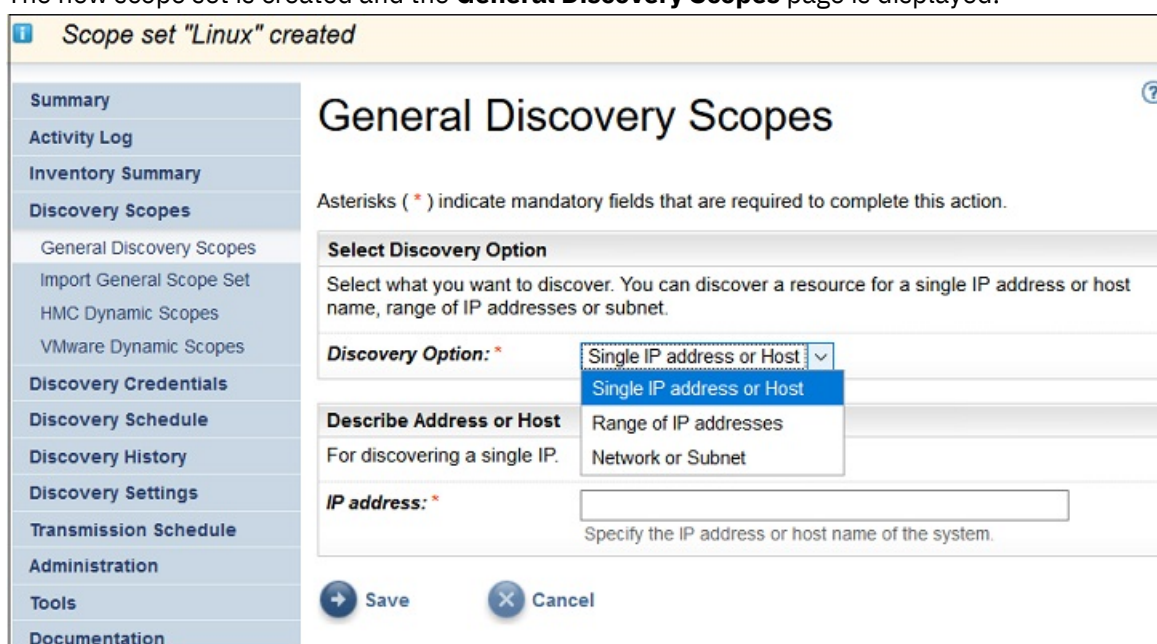 The new scope set is created and the General Discovery Scopes page is displayed.
Scope set "Linux" created
Summary
Activity Log
Inventory Summary
Discovery Scopes
General Discovery Scopes
Import General Scope Set
HMC Dynamic Scopes
VMware Dynamic Scopes
Discovery Credentials
Discovery Schedule
Discovery History
Discovery Settings
Transmission Schedule
Administration
Tools
Documentation
General Discovery Scopes
?
Asterisks ( * ) indicate mandatory fields that are required to complete this action.
Select Discovery Option
Select what you want to discover. You can discover a resource for a single IP address or host
name, range of IP addresses or subnet.
Discovery Option: *
Single IP address or Host
Single IP address or Host
Range of IP addresses
Network or Subnet
Describe Address or Host
For discovering a single IP.
IP address: *
Specify the IP address or host name of the system.
Save
Cancel